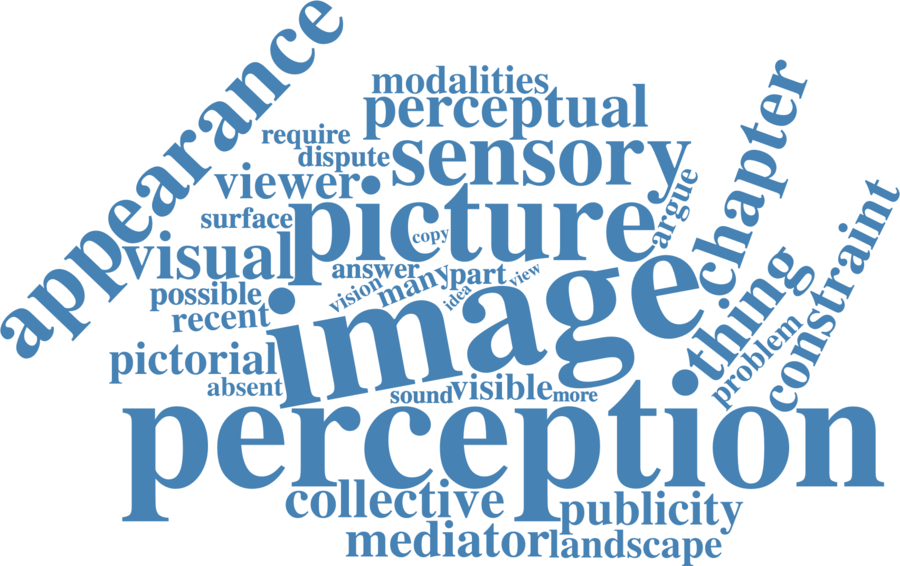 appearance
modalities
perceptual
require
dispute
sensory
viewer
chapter
argue
surface
picture
copy
constraint
visual
answer
many
part
view
thing
possible
vision
idea
recent
image
problem
pictorial
absent
sound
visible
more
perception
collective
publicity
mediator
landscape